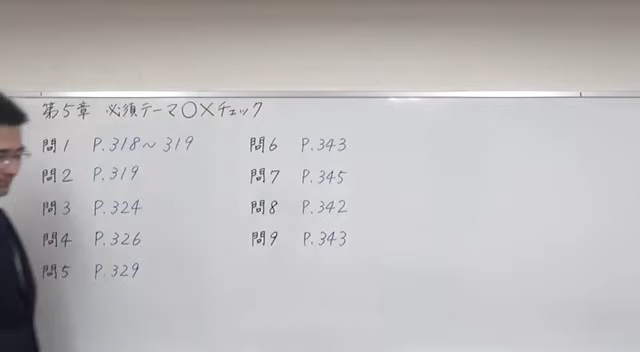 第5章 必須テーマ○×チェック
問1 P.318〜319
問2 P.319
問3 P.324
問4 P.326
問5 P.329
問6 P.343
問7 P.345
問8 P.342
問9 P.343